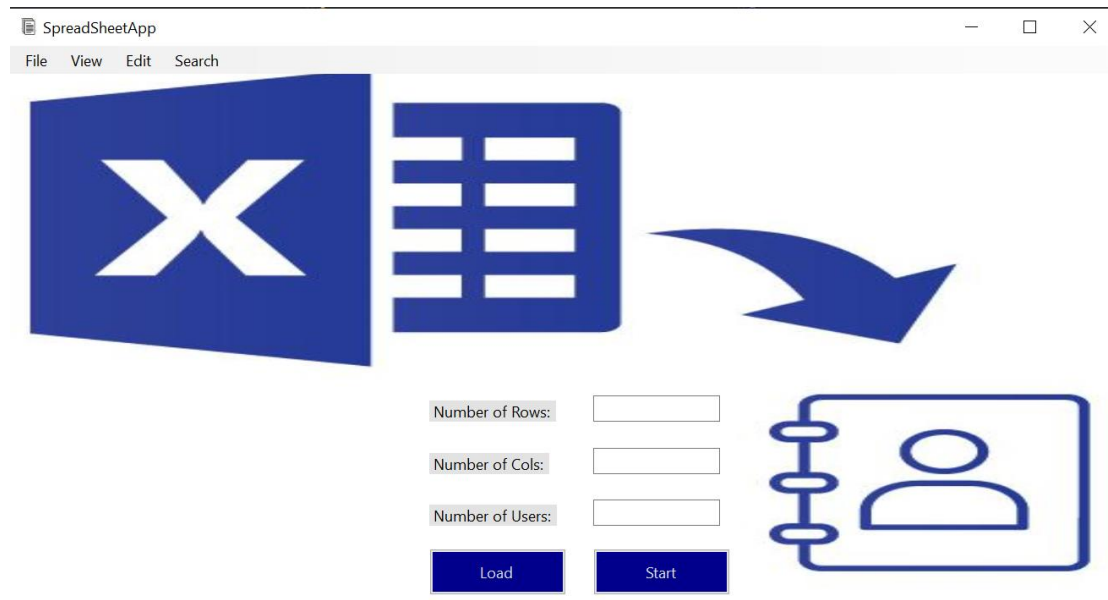 SpreadSheetApp
File View Edit Search
X
Number of Rows:
Number of Cols:
Number of Users:
Load Start